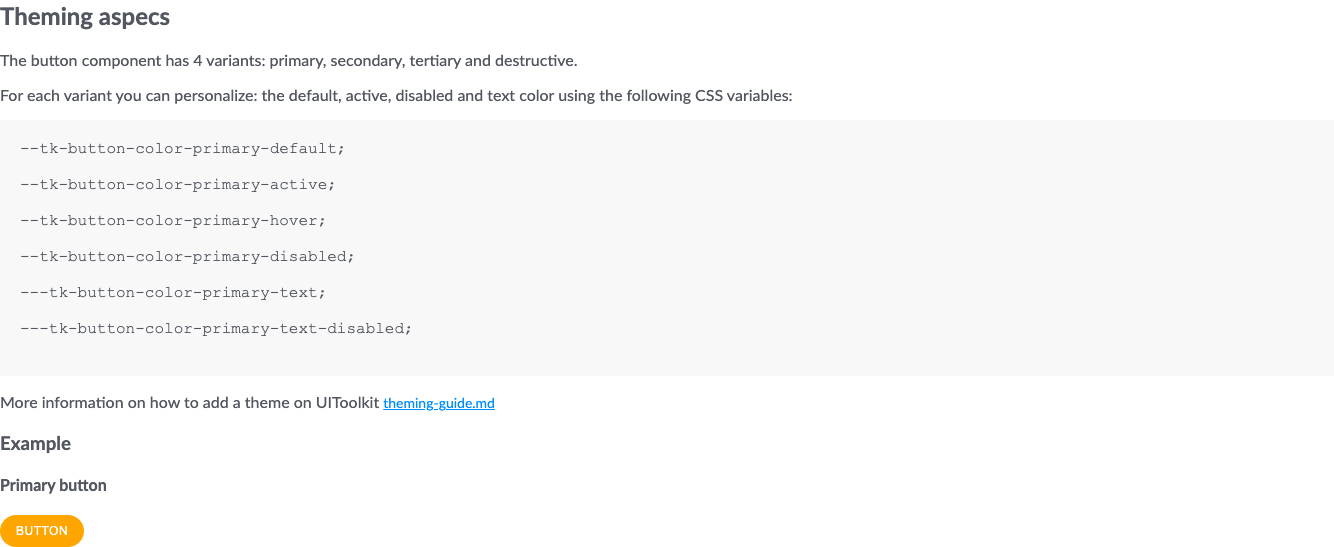 Theming aspecs
The button component has 4 variants: primary, secondary, tertiary and destructive.
For each variant you can personalize: the default, active, disabled and text color using the following CSS variables:
--tk-button-color-primary-default;
--tk-button-color-primary-active;
--tk-button-color-primary-hover;
--tk-button-color-primary-disabled;
---tk-button-color-primary-text;
---tk-button-color-primary-text-disabled;
More information on how to add a theme on UIToolkit theming-guide.md
Example
Primary button
BUTTON